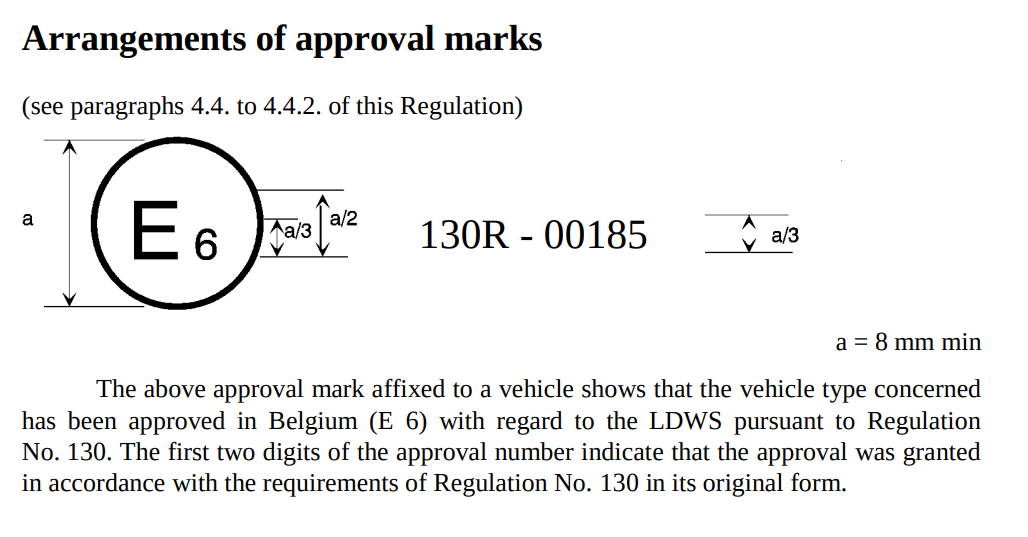 Arrangements of approval marks
(see paragraphs 4.4. to 4.4.2. of this Regulation)
a
E 6
a/3
a/2
130R - 00185
a/3
a = 8 mm min
The above approval mark affixed to a vehicle shows that the vehicle type concerned
has been approved in Belgium (E 6) with regard to the LDWS pursuant to Regulation
No. 130. The first two digits of the approval number indicate that the approval was granted
in accordance with the requirements of Regulation No. 130 in its original form.